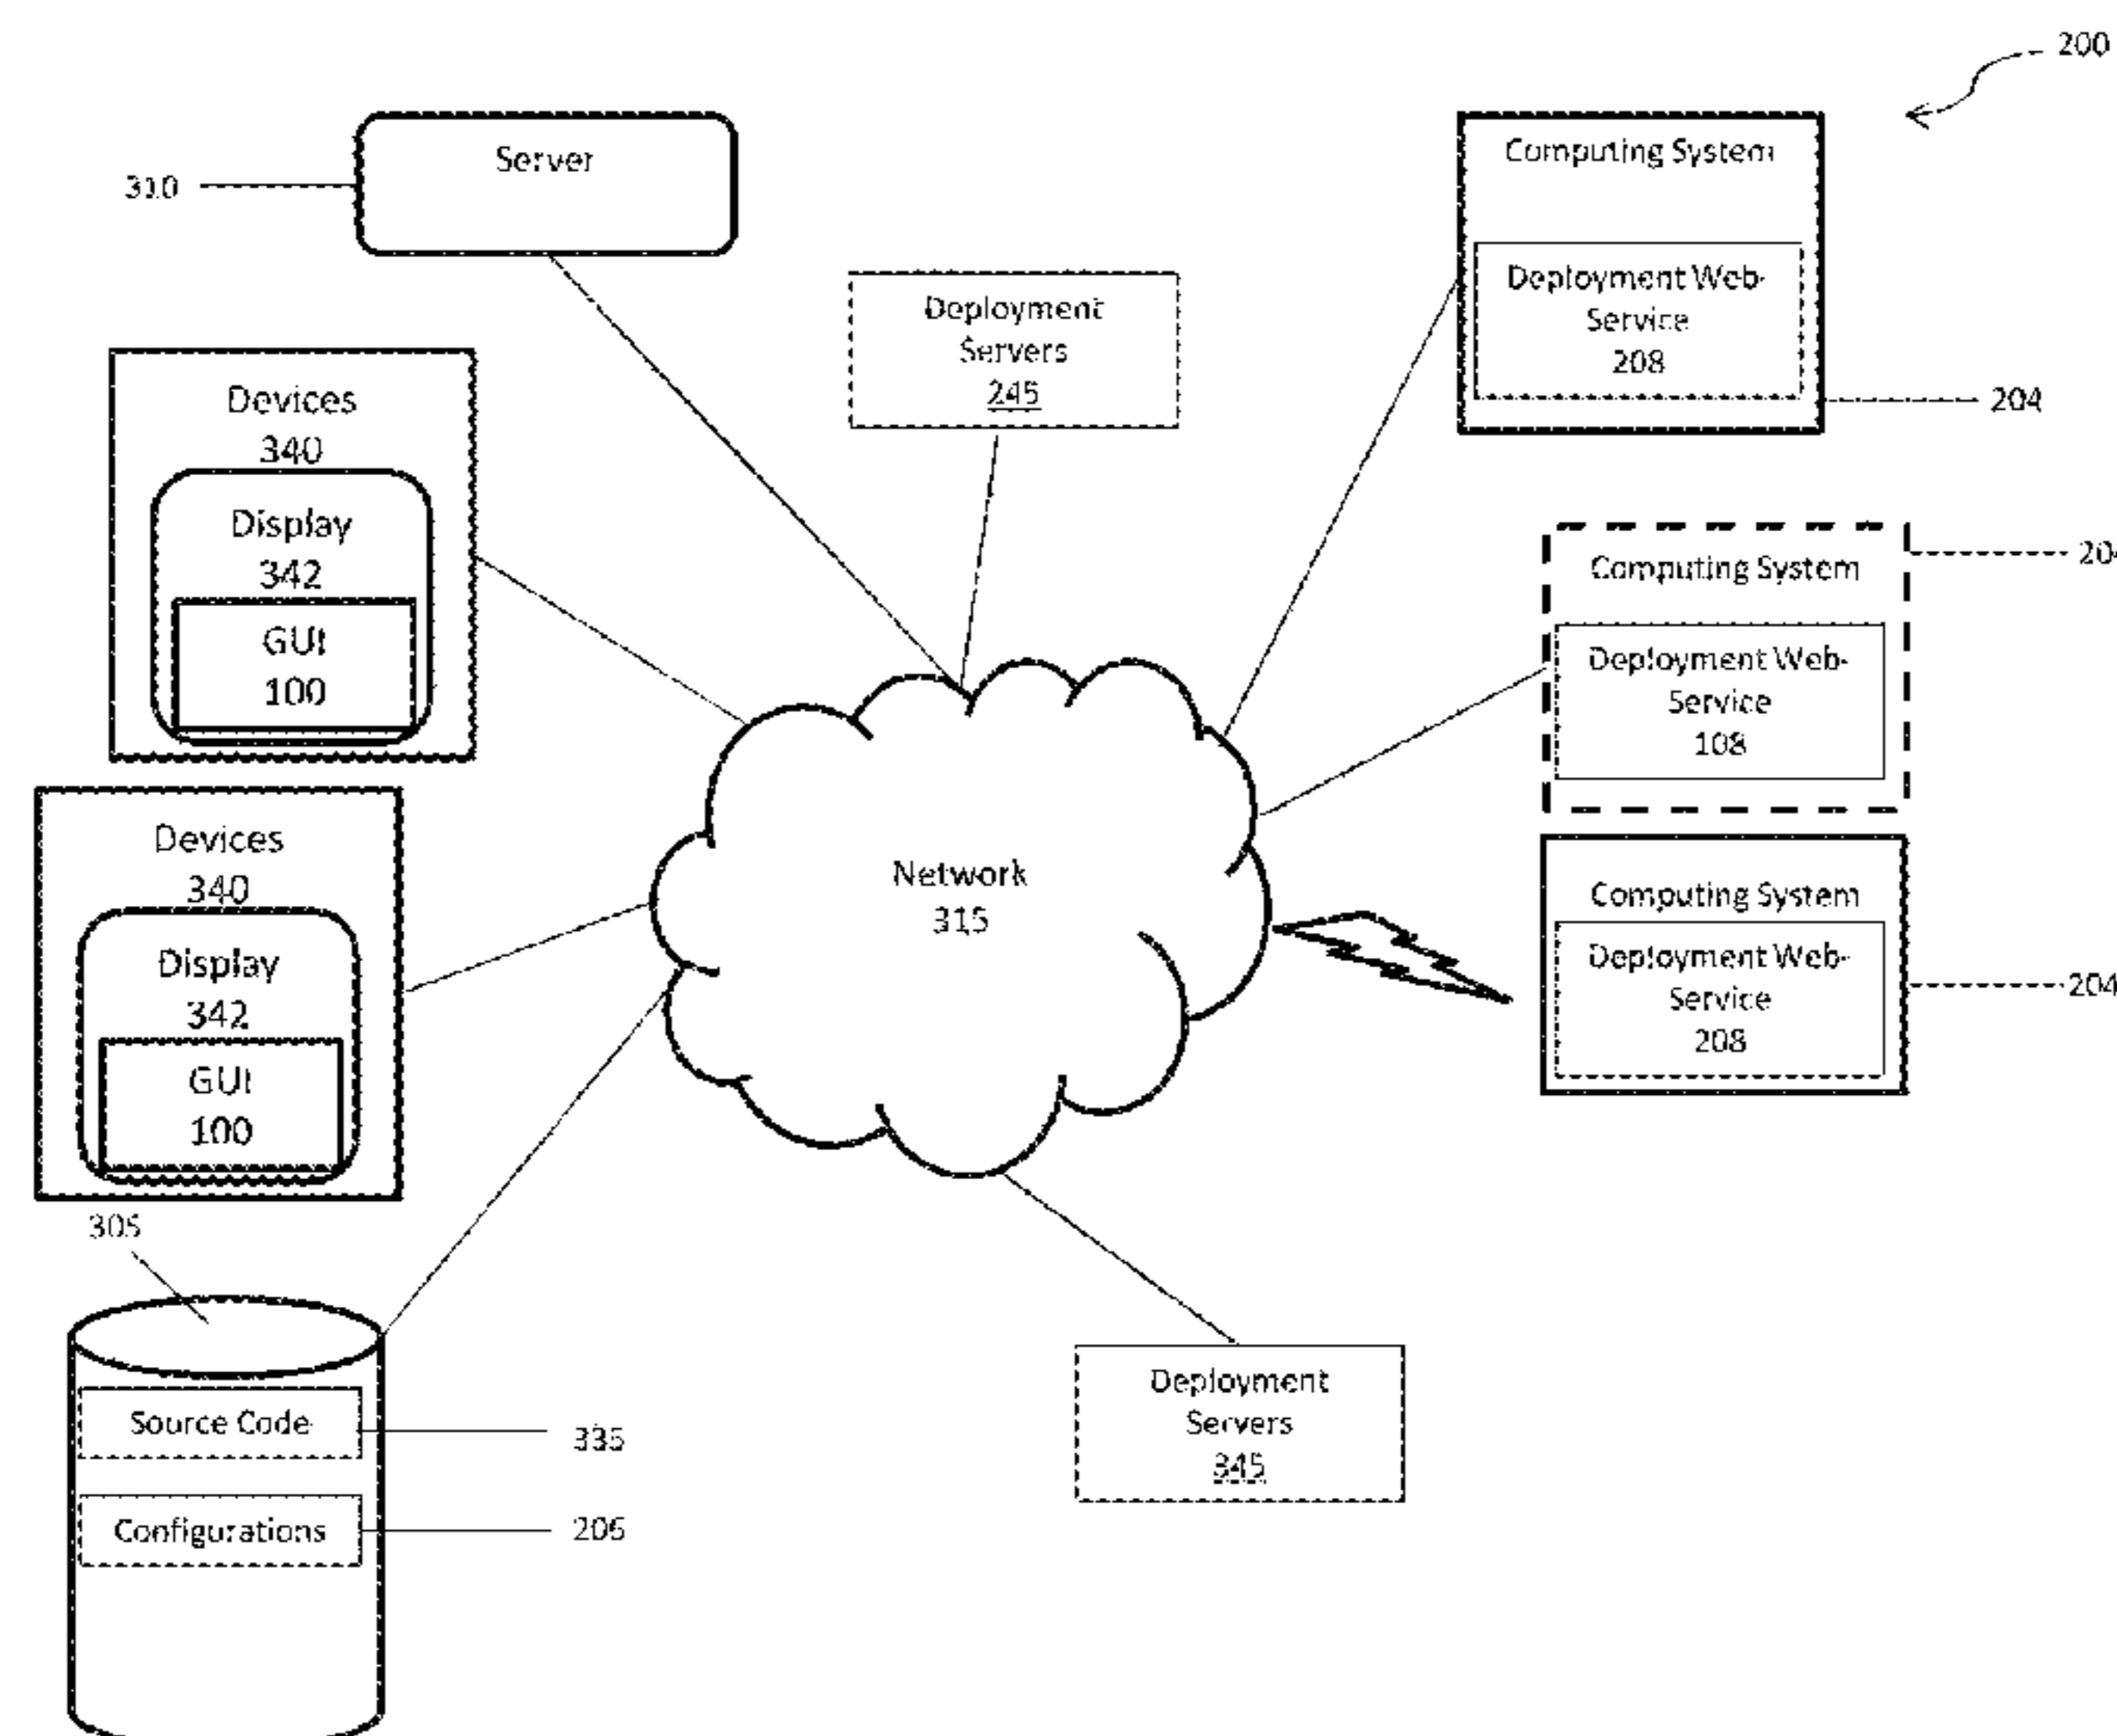 200
Server
310
Computing System
Deployment Web-
Service
208
204
Deployment
Servers
245
Devices
340
Display
342
GUI
100
Computing System
Deployment Web-
Service
108
Devices
340
Display
342
GUI
100
Network
315
Computing System
Deployment Web-
Service
208
204
305
Source Code
335
Configurations
206
Deployment
Servers
345